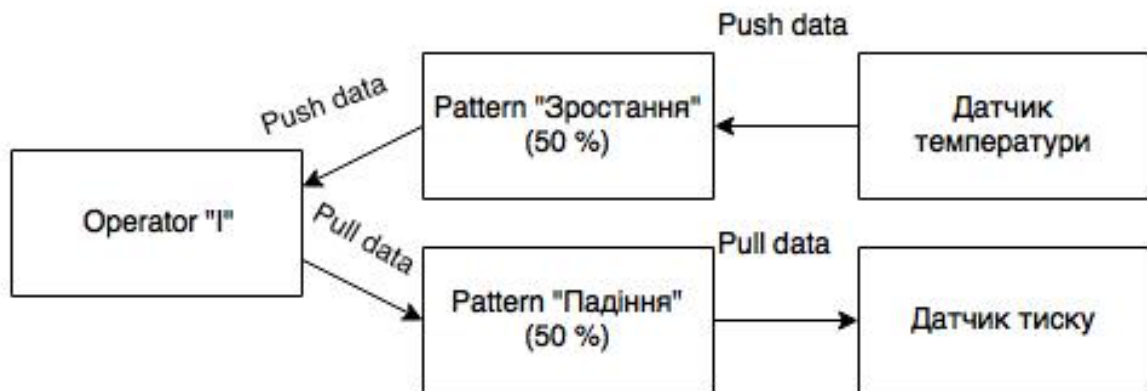 Push data
Push data
Pattern "Зростання"
(50 %)
Датчик
температури
Operator "І"
Pull data
Pull data
Pattern "Падіння"
(50 %)
Датчик тиску